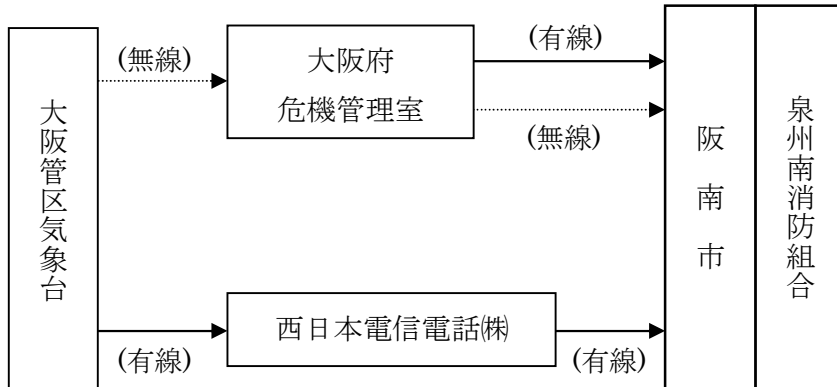 大阪管区気象台
(無線)
大阪府
危機管理室
(有線)
(無線)
(有線)
西日本電信電話㈱
(有線)
阪南市
泉州南消防組合